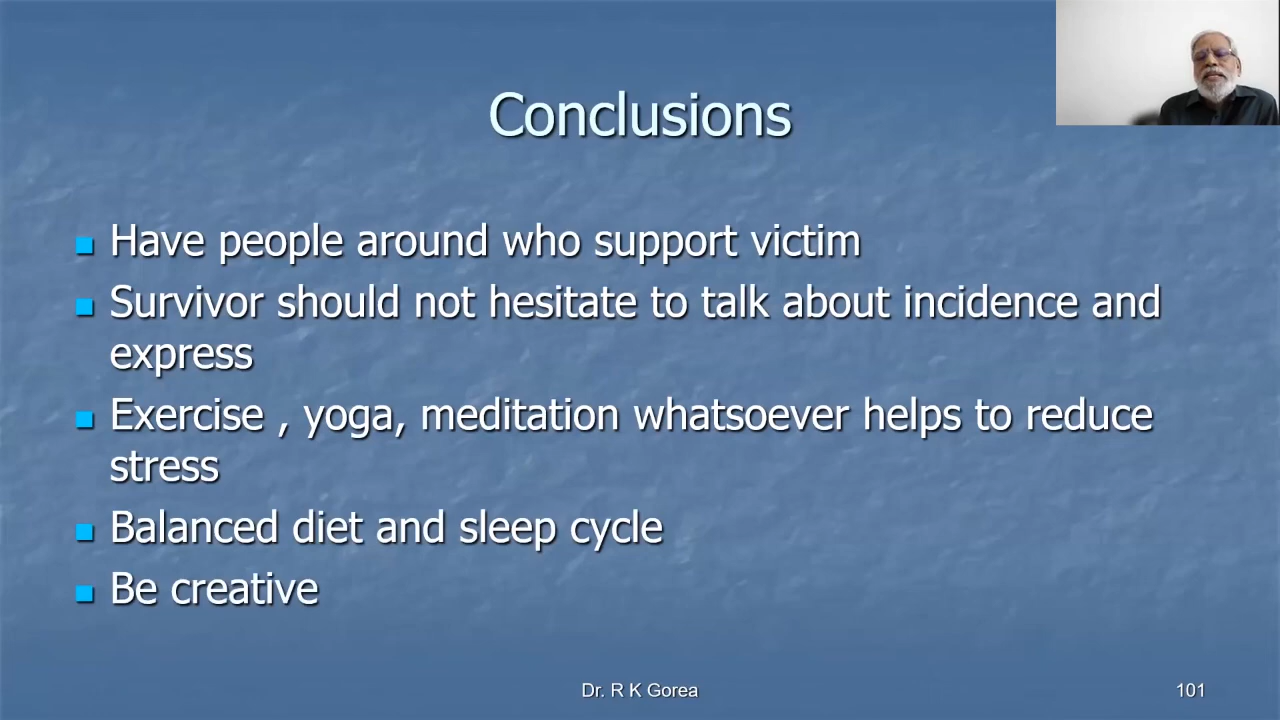 Conclusions
Have people around who support victim
Survivor should not hesitate to talk about incidence and
express
Exercise , yoga, meditation whatsoever helps to reduce
stress
Balanced diet and sleep cycle
Be creative
Dr. R K Gorea
101